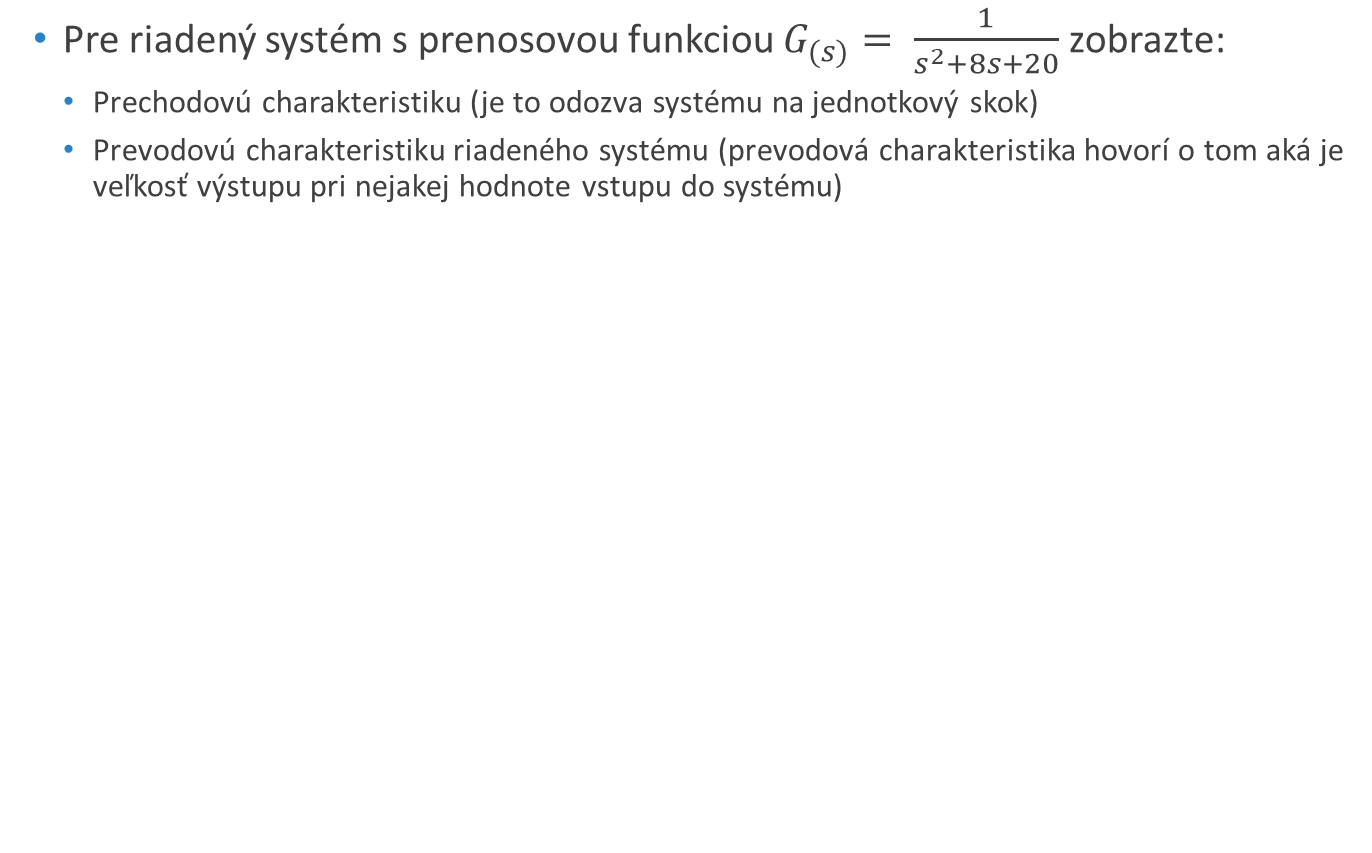 • Pre riadený systém s prenosovou funkciou G₍ₛ₎ = 1/(s²+8s+20) zobrazte:
• Prechodovú charakteristiku (je to odozva systému na jednotkový skok)
• Prevodovú charakteristiku riadeného systému (prevodová charakteristika hovorí o tom aká je
veľkosť výstupu pri nejakej hodnote vstupu do systému)